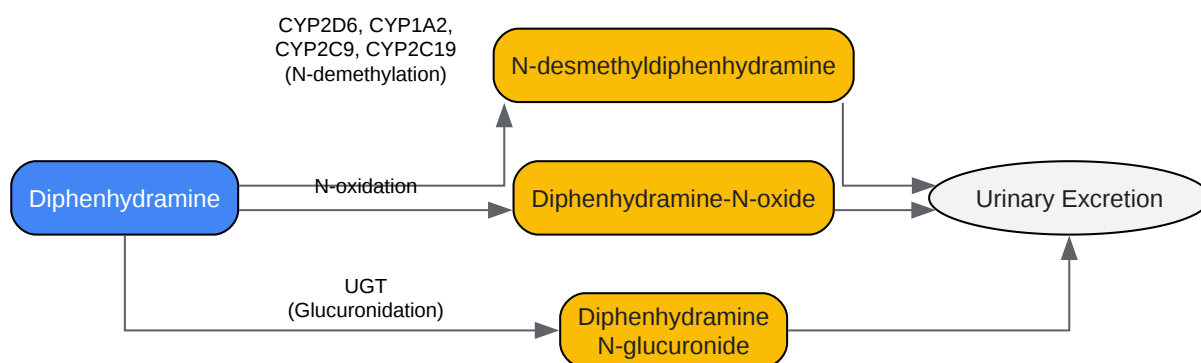 CYP2D6, CYP1A2,
CYP2C9, CYP2C19
(N-demethylation)
N-desmethyldiphenhydramine
Diphenhydramine
N-oxidation
Diphenhydramine-N-oxide
Urinary Excretion
UGT
(Glucuronidation)
Diphenhydramine
N-glucuronide